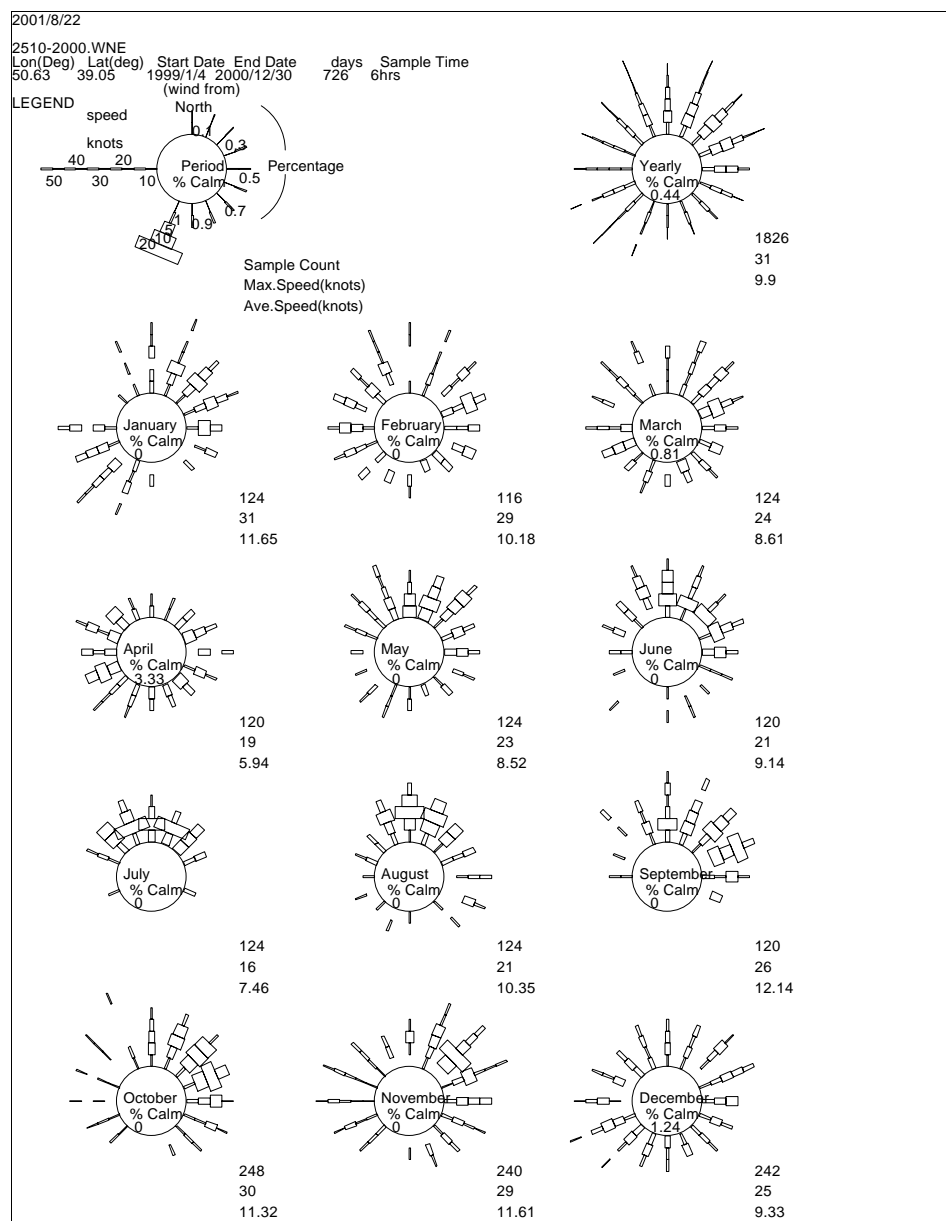 2001/8/22
2510-2000.WNE
Lon(Deg) Lat(deg) Start Date End Date days Sample Time
50.63 39.05 1999/1/4 2000/12/30 726 6hrs
(wind from)
LEGEND
North
speed
knots
0.1
0.3
40 20
50 30 10
Period
% Calm
Percentage
0.5
0.7
0.9
1
5
10
20
Sample Count
Max.Speed(knots)
Ave.Speed(knots)
Yearly
% Calm
0.44
1826
31
9.9
January
% Calm
0
124
31
11.65
February
% Calm
0
116
29
10.18
March
% Calm
0.81
124
24
8.61
April
% Calm
3.33
120
19
5.94
May
% Calm
0
124
23
8.52
June
% Calm
0
120
21
9.14
July
% Calm
0
124
16
7.46
August
% Calm
0
124
21
10.35
September
% Calm
0
120
26
12.14
October
% Calm
0
248
30
11.32
November
% Calm
0
240
29
11.61
December
% Calm
1.24
242
25
9.33